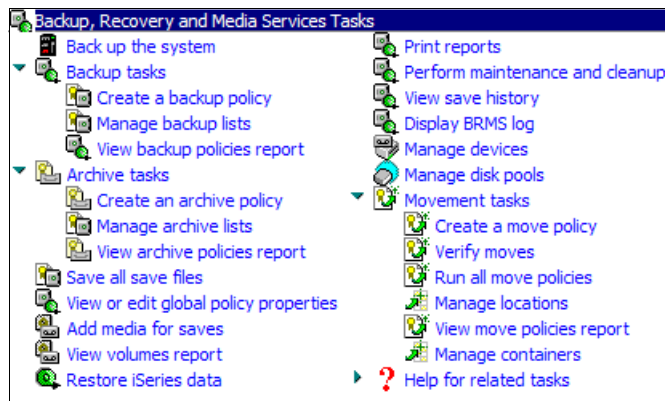 Backup, Recovery and Media Services Tasks
Back up the system
Backup tasks
Create a backup policy
Manage backup lists
View backup policies report
Archive tasks
Create an archive policy
Manage archive lists
View archive policies report
Save all save files
View or edit global policy properties
Add media for saves
View volumes report
Restore iSeries data
Print reports
Perform maintenance and cleanup
View save history
Display BRMS log
Manage devices
Manage disk pools
Movement tasks
Create a move policy
Verify moves
Run all move policies
Manage locations
View move policies report
Manage containers
Help for related tasks